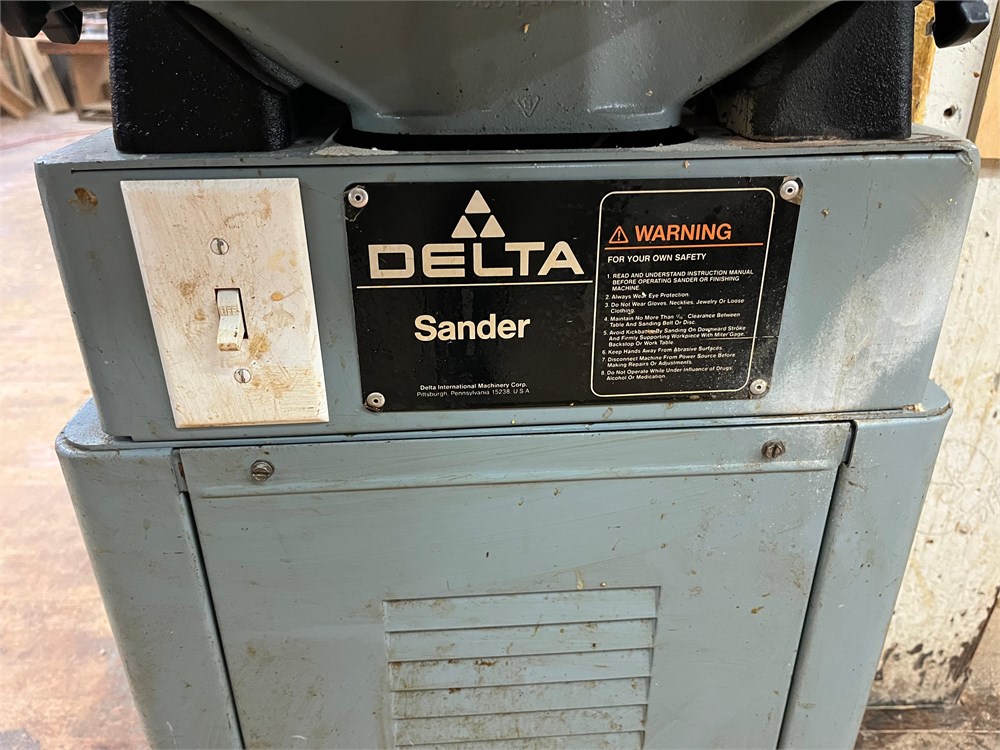 OFF
DELTA
Sander
Delta International Machinery Corp.
Pittsburgh, Pennsylvania 15238. U.S.A.
WARNING
FOR YOUR OWN SAFETY
1. READ AND UNDERSTAND INSTRUCTION MANUAL
BEFORE OPERATING SANDER OR FINISHING
MACHINE.
2. Always Wear Eye Protection.
3. Do Not Wear Gloves, Neckties, Jewelry Or Loose
Clothing.
4. Maintain No More Than 1/16 Clearance Between
Table And Sanding Belt Or Disc.
5. Avoid Kickback By Sanding On Downward Stroke
And Firmly Supporting Workpiece With Miter Gage,
Backstop Or Work Table.
6. Keep Hands Away From Abrasive Surfaces.
7. Disconnect Machine From Power Source Before
Making Repairs Or Adjustments.
8. Do Not Operate While Under Influence of Drugs
Alcohol Or Medication.